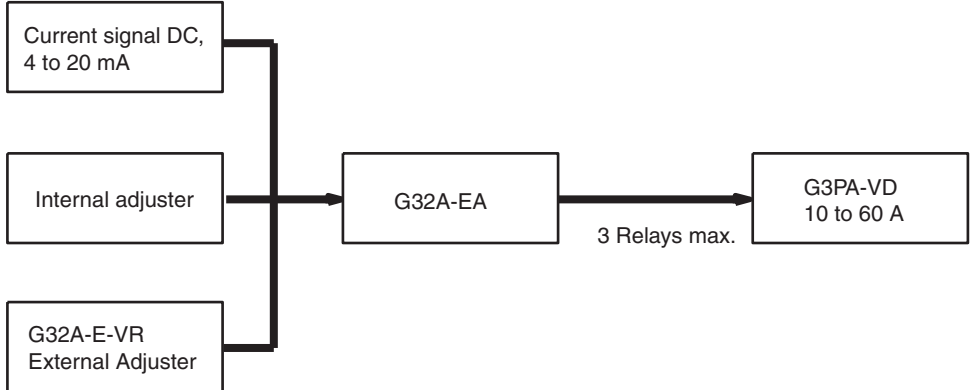 Current signal DC,
4 to 20 mA
Internal adjuster
G32A-E-VR
External Adjuster
G32A-EA
3 Relays max.
G3PA-VD
10 to 60 A